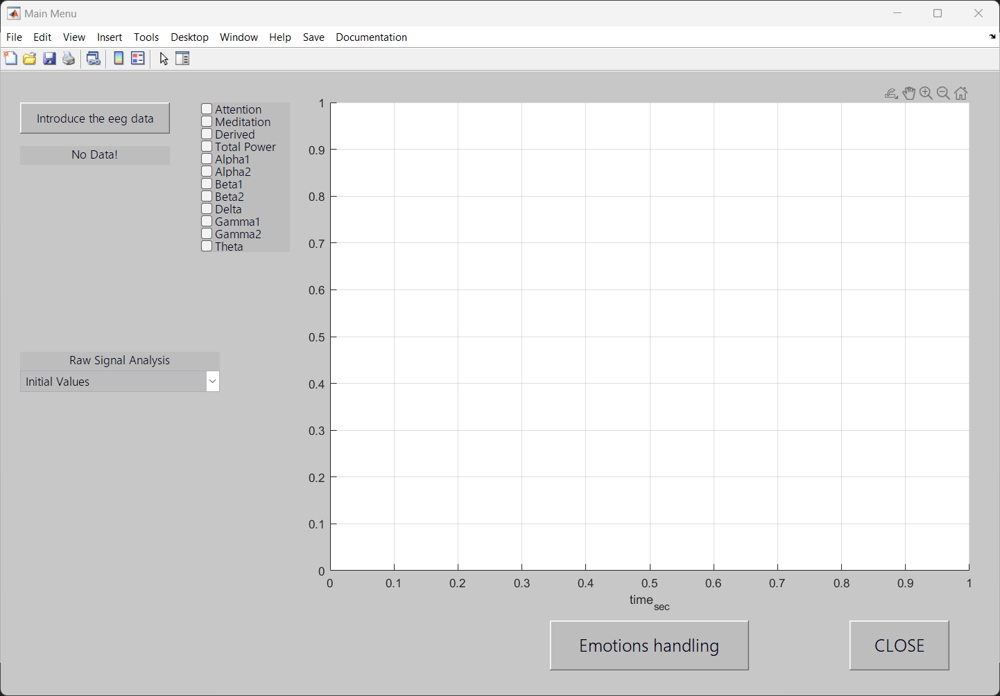 Main Menu
File Edit View Insert Tools Desktop Window Help Save Documentation
Introduce the eeg data
No Data!
Attention
Meditation
Derived
Total Power
Alpha1
Alpha2
Beta1
Beta2
Delta
Gamma1
Gamma2
Theta
Raw Signal Analysis
Initial Values
1
0.9
0.8
0.7
0.6
0.5
0.4
0.3
0.2
0.1
0
0 0.1 0.2 0.3 0.4 0.5 0.6 0.7 0.8 0.9 1
time sec
Emotions handling
CLOSE